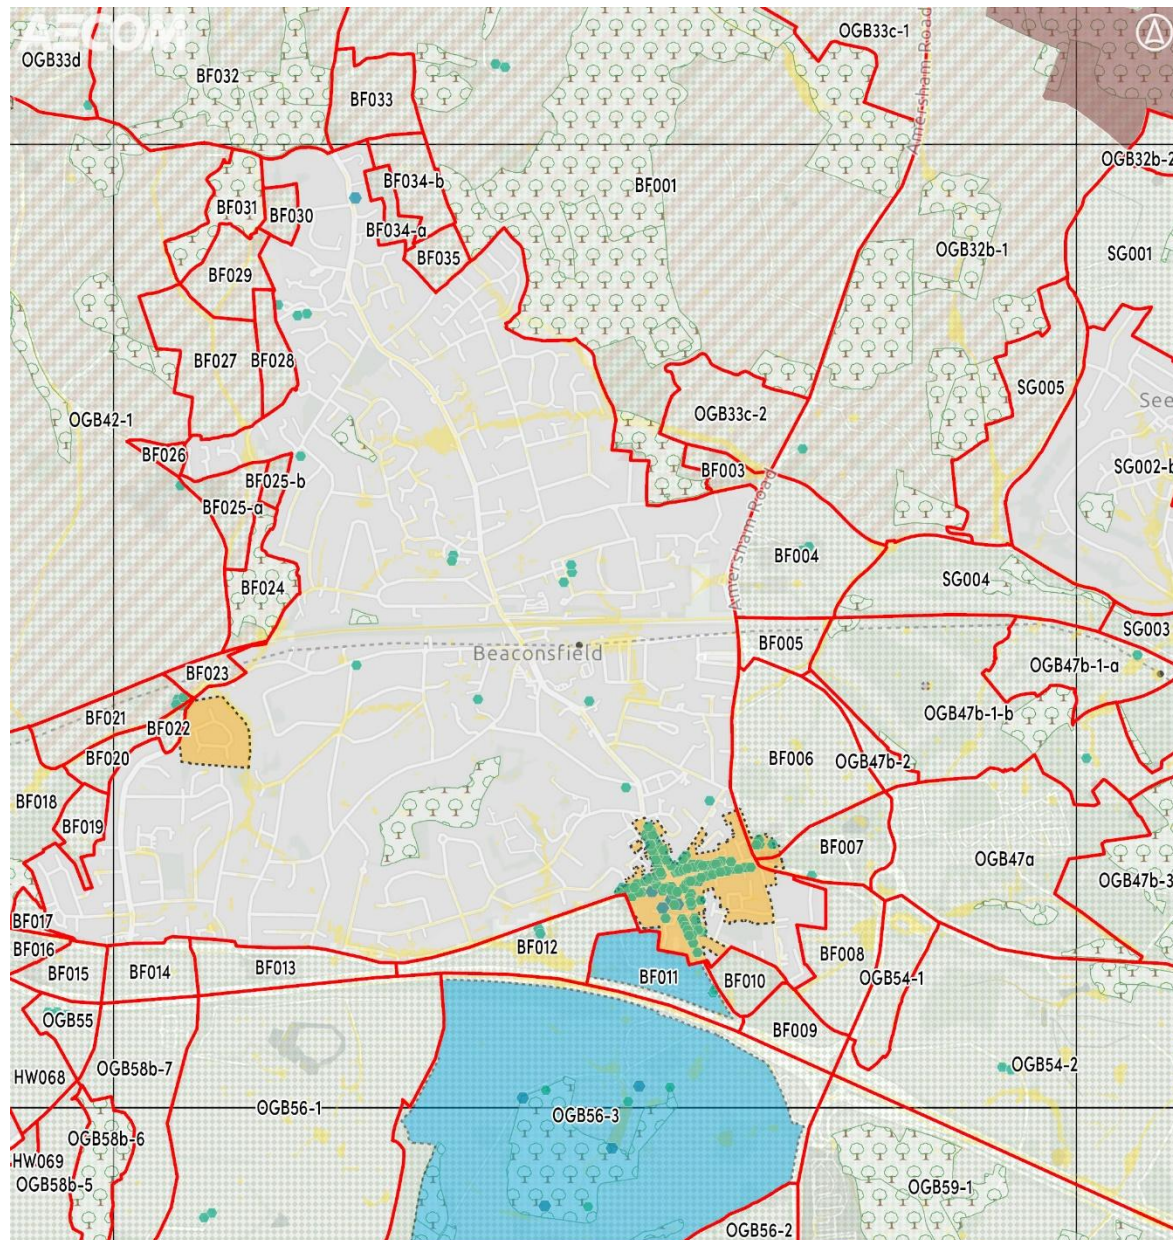 AECOM
OGB33d
BF032
BF033
OGB33c-1
Amersham Road
OGB32b-2
BF034-b
BF001
BF031
BF030
BF034-a
BF035
OGB32b-1
SG001
BF029
BF027
BF028
SG005
OGB42-1
OGB33c-2
See
BF026
BF025-b
BF003
SG002-b
BF025-a
Amersham Road
BF004
BF024
SG004
SG003
Beaconsfield
BF005
BF023
OGB47b-1-a
BF021
BF022
OGB47b-1-b
BF020
BF006
OGB47b-2
BF018
BF019
BF007
OGB47a
OGB47b-3
BF017
BF016
BF012
BF008
BF015
BF014
BF013
BF011
BF010
OGB54-1
OGB55
BF009
OGB58b-7
OGB54-2
HW068
OGB56-1
OGB56-3
OGB58b-6
HW069
OGB58b-5
OGB59-1
OGB56-2